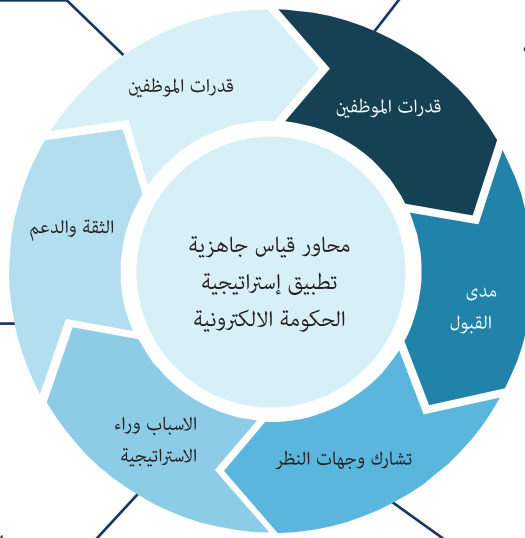 قدرات الموظفين
قدرات الموظفين
مدى
القبول
تشارك وجهات النظر
الاسباب وراء
الاستراتيجية
الثقة والدعم
محاور قياس جاهزية
تطبيق إستراتيجية
الحكومة الالكترونية